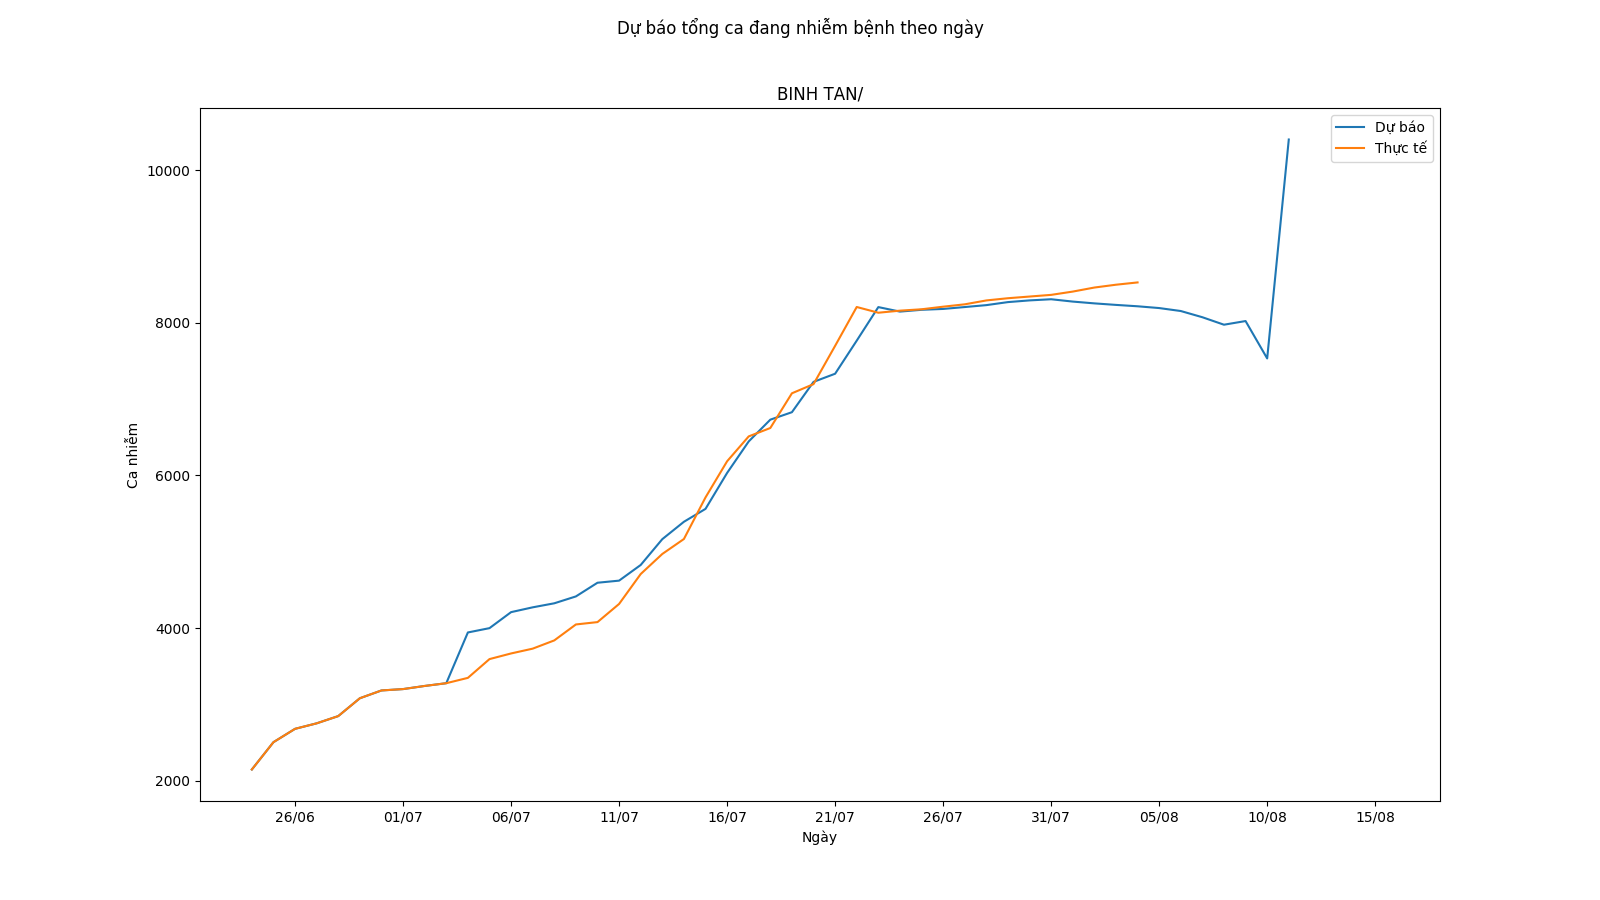 Dự báo tổng ca đang nhiễm bệnh theo ngày
BINH TAN/
Dự báo
Thực tế
10000
8000
6000
4000
2000
Ca nhiễm
26/06 01/07 06/07 11/07 16/07 21/07 26/07 31/07 05/08 10/08 15/08
Ngày